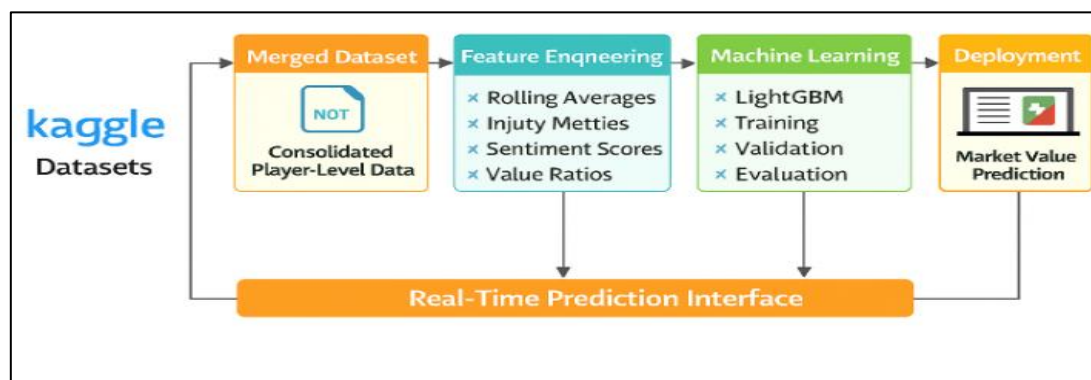 kaggle
Datasets
Merged Dataset
NOT
Consolidated
Player-Level Data
Feature Enqneering
× Rolling Averages
× Injuty Metties
× Sentiment Scores
× Value Ratios
Machine Learning
× LightGBM
× Training
× Validation
× Evaluation
Deployment
Market Value
Prediction
Real-Time Prediction Interface